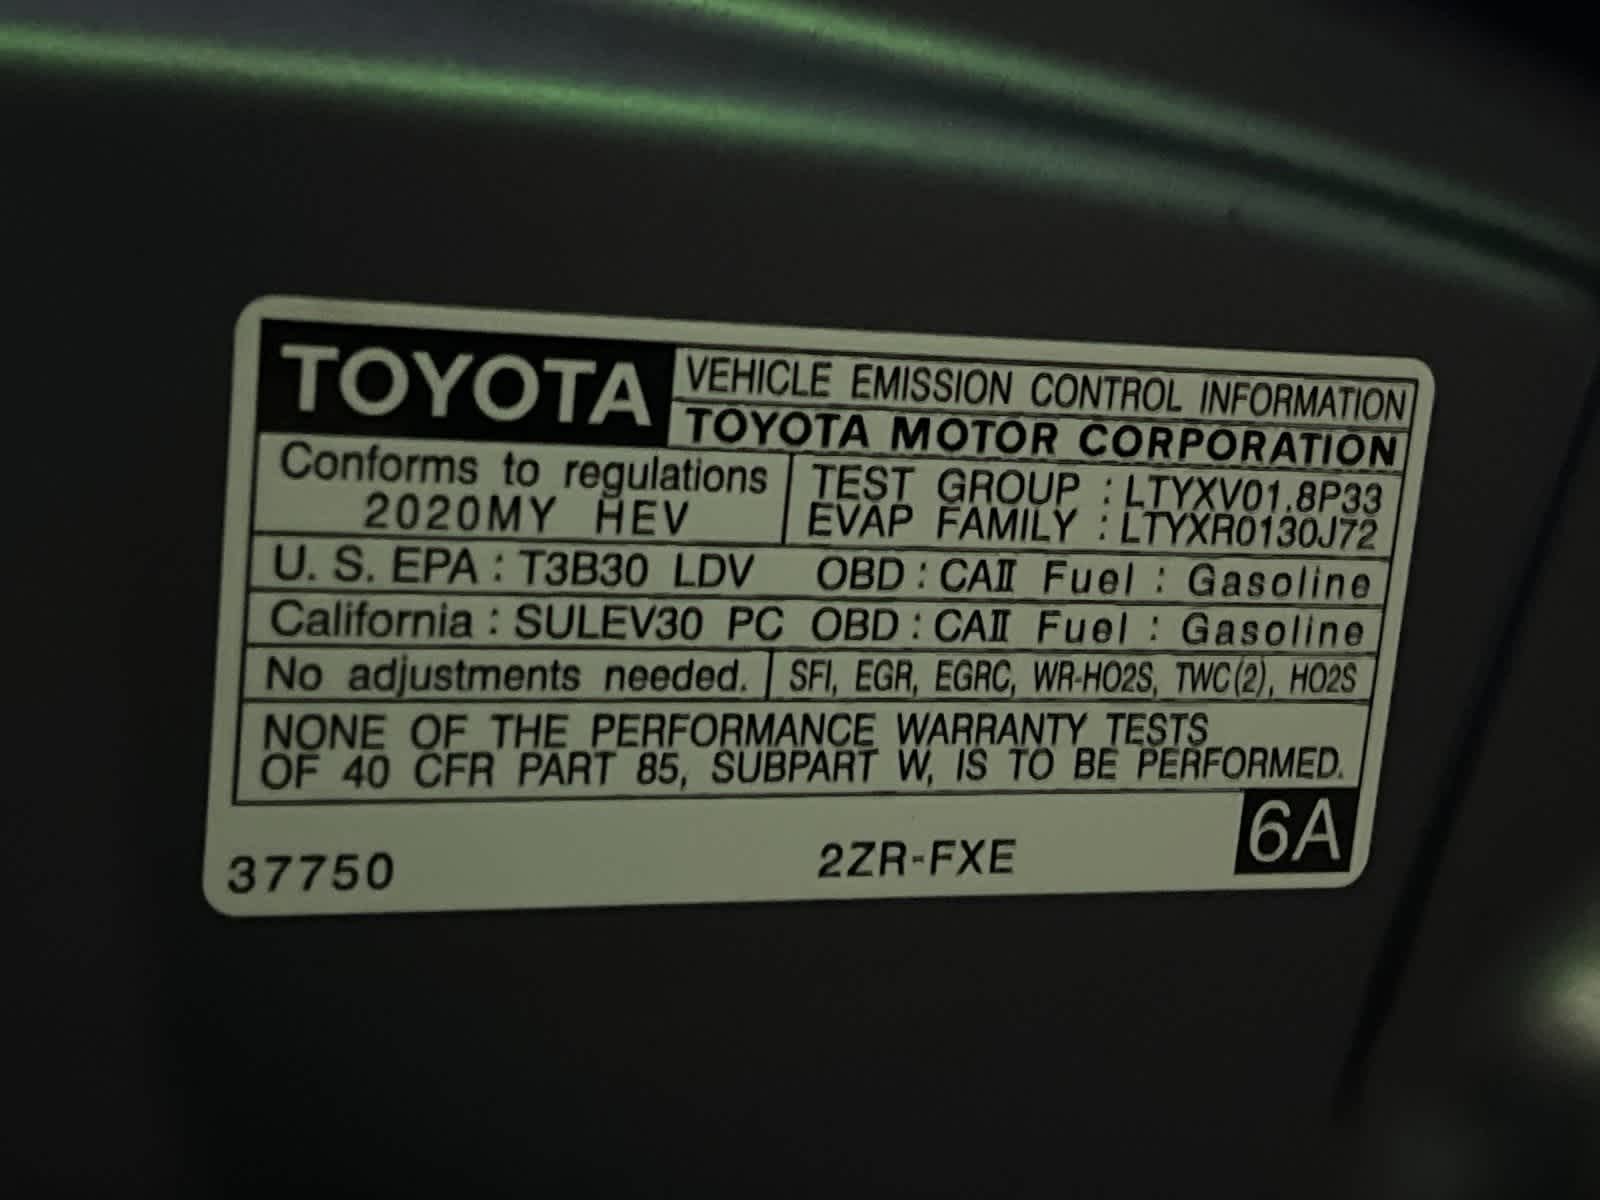 TOYOTA VEHICLE EMISSION CONTROL INFORMATION
TOYOTA MOTOR CORPORATION
Conforms to regulations
2020MY HEV
TEST GROUP : LTYXV01.8P33
EVAP FAMILY : LTYXR0130J72
U. S. EPA : T3B30 LDV OBD : CAⅡ Fuel : Gasoline
California : SULEV30 PC OBD : CAⅡ Fuel : Gasoline
No adjustments needed. SFI, EGR, EGRC, WR-HO2S, TWC(2), HO2S
NONE OF THE PERFORMANCE WARRANTY TESTS
OF 40 CFR PART 85, SUBPART W, IS TO BE PERFORMED.
37750 2ZR-FXE 6A